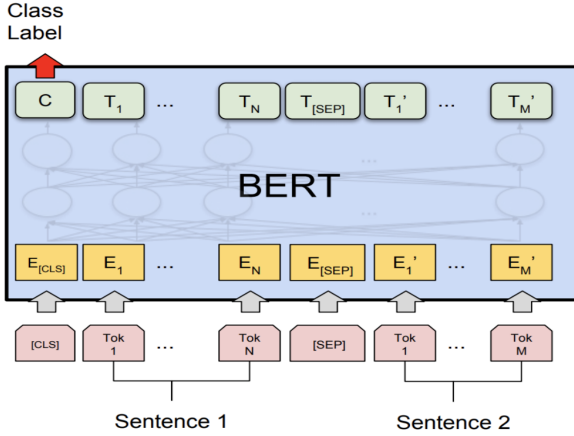 Class
Label
C T1 ... TN T[SEP] T1' ... TM'
...
BERT
...
E[CLS] E1 ... EN E[SEP] E1' ... EM'
[CLS] Tok 1 ... Tok N [SEP] Tok 1 ... Tok M
Sentence 1 Sentence 2